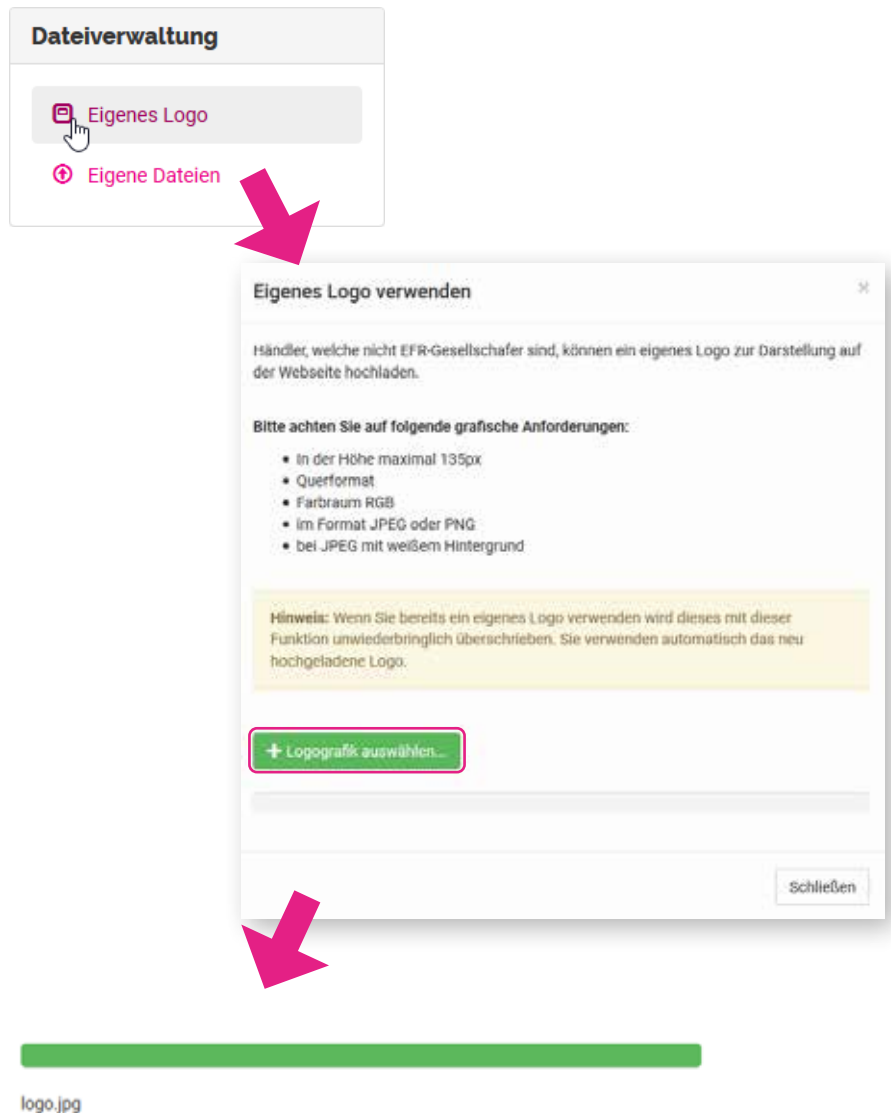 Dateiverwaltung
Eigenes Logo
Eigene Dateien
Eigenes Logo verwenden ×
Händler, welche nicht EFR-Gesellschafer sind, können ein eigenes Logo zur Darstellung auf
der Webseite hochladen.
Bitte achten Sie auf folgende grafische Anforderungen:
• In der Höhe maximal 135px
• Querformat
• Farbraum RGB
• im Format JPEG oder PNG
• bei JPEG mit weißem Hintergrund
Hinweis: Wenn Sie bereits ein eigenes Logo verwenden wird dieses mit dieser
Funktion unwiederbringlich überschrieben. Sie verwenden automatisch das neu
hochgeladene Logo.
+ Logografik auswählen...
Schließen
logo.jpg